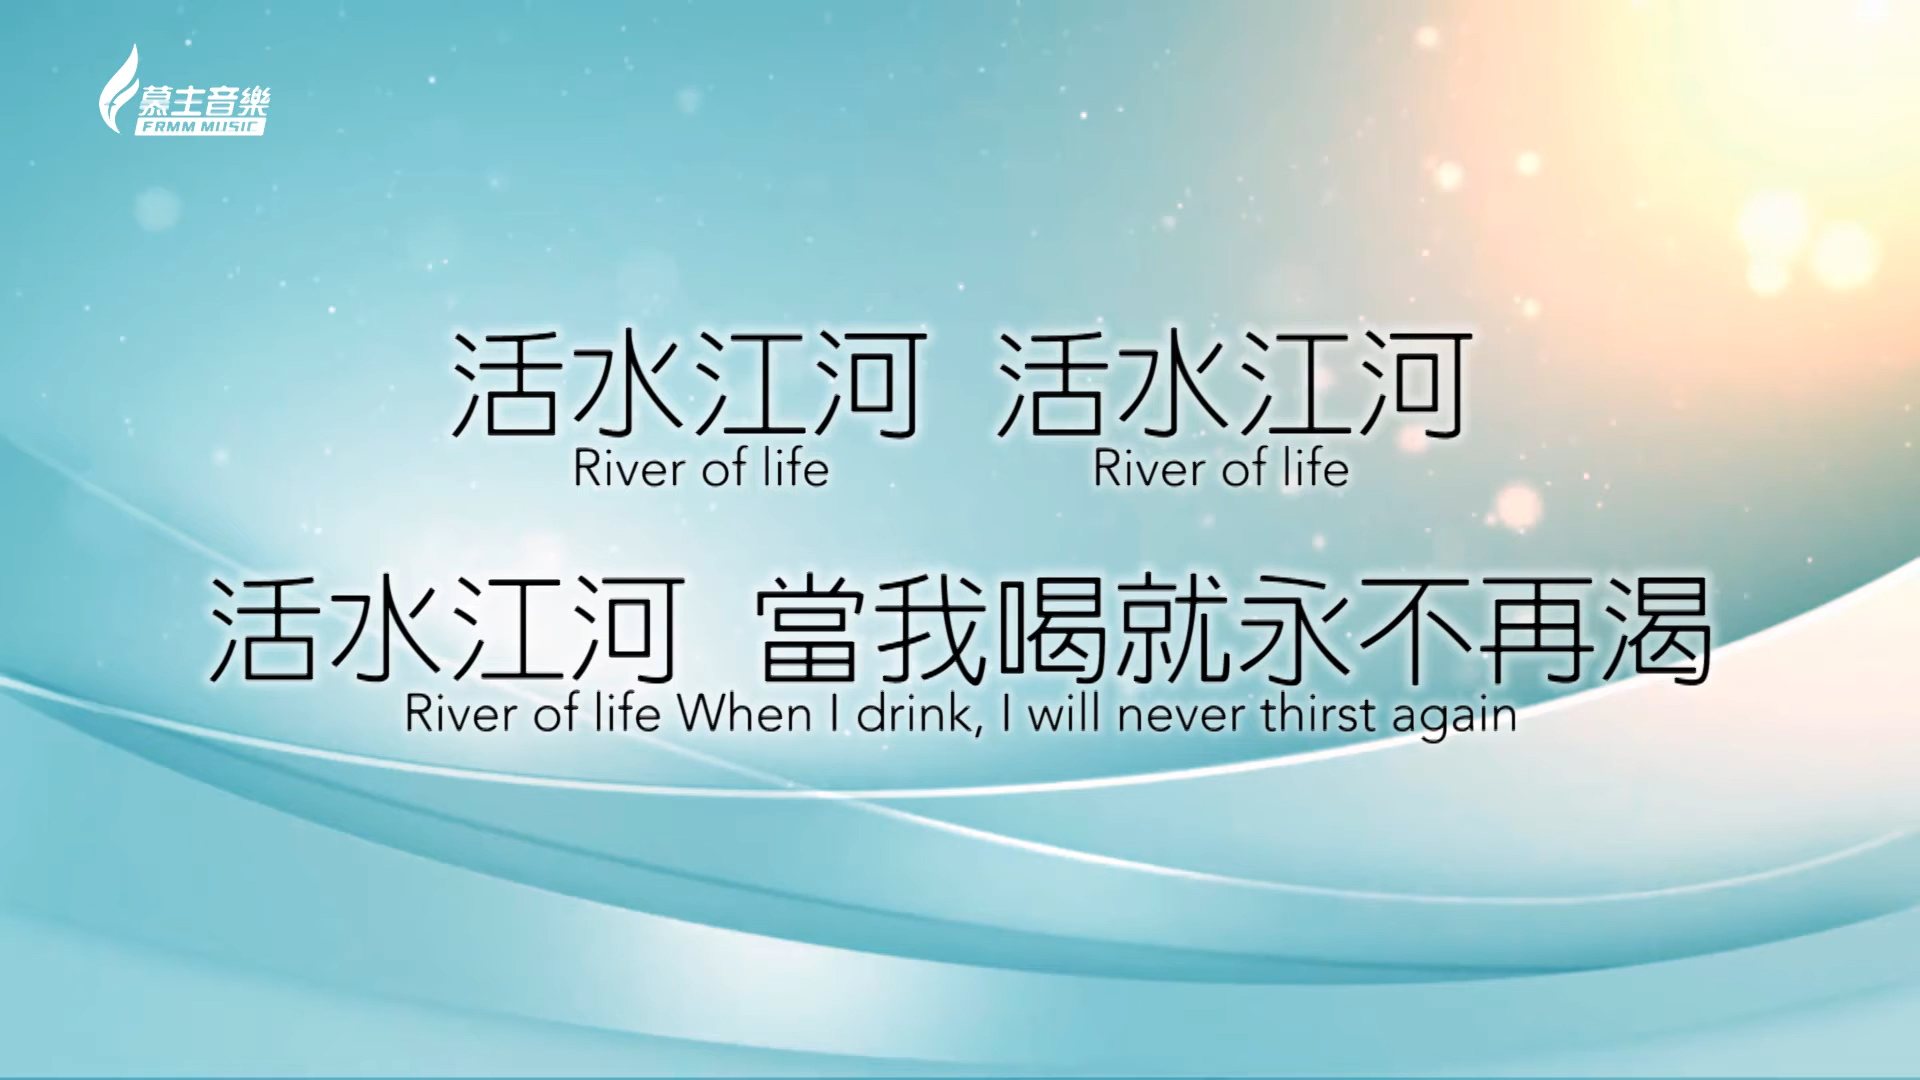 慕主音樂
FRMM MUSIC
活水江河 活水江河
River of life River of life
活水江河 當我喝就永不再渴
River of life When I drink, I will never thirst again